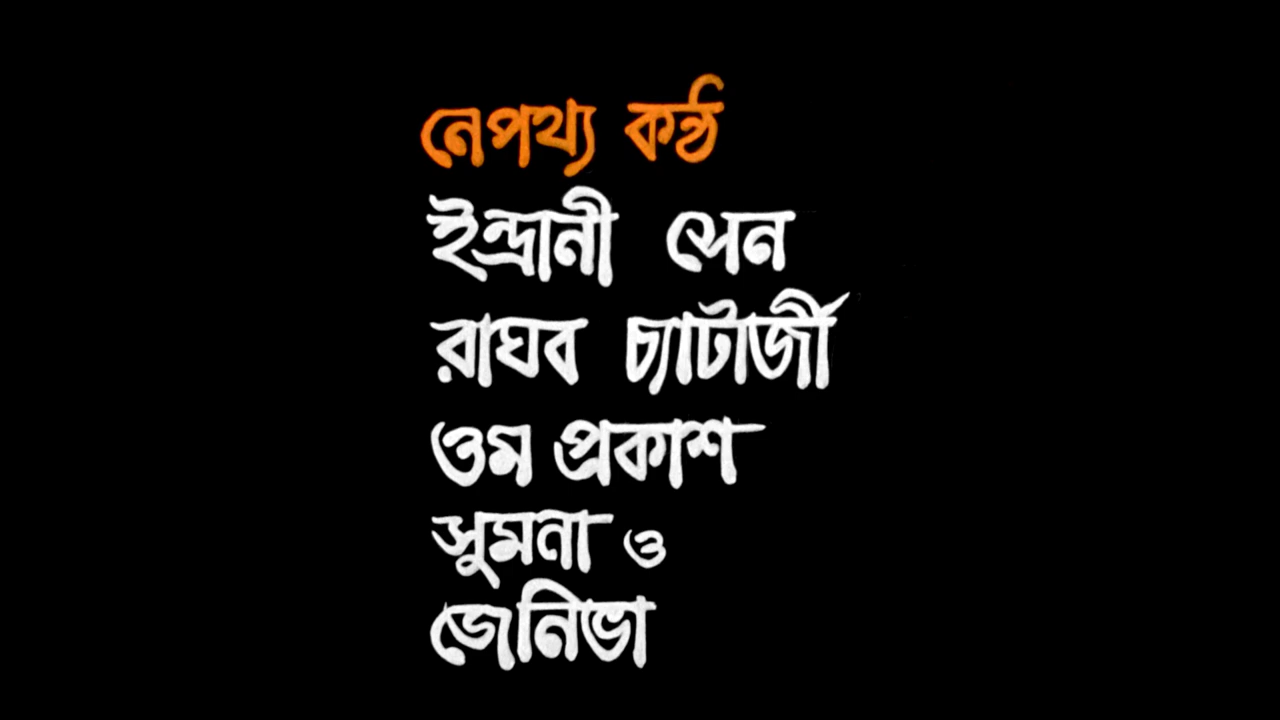 নেপথ্য কন্ঠ
ইন্দ্রানী সেন
রাঘব চ্যাটার্জী
ওম প্রকাশ
সুমনা ও
জেনিভা